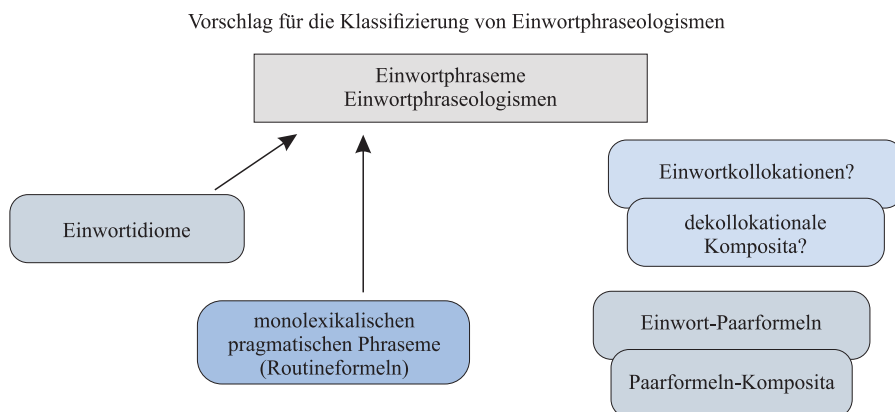 Vorschlag für die Klassifizierung von Einwortphraseologismen
Einwortphraseme
Einwortphraseologismen
Einwortidiome
monolexikalischen
pragmatischen Phraseme
(Routineformeln)
Einwortkollokationen?
dekollokationale
Komposita?
Einwort-Paarformeln
Paarformeln-Komposita